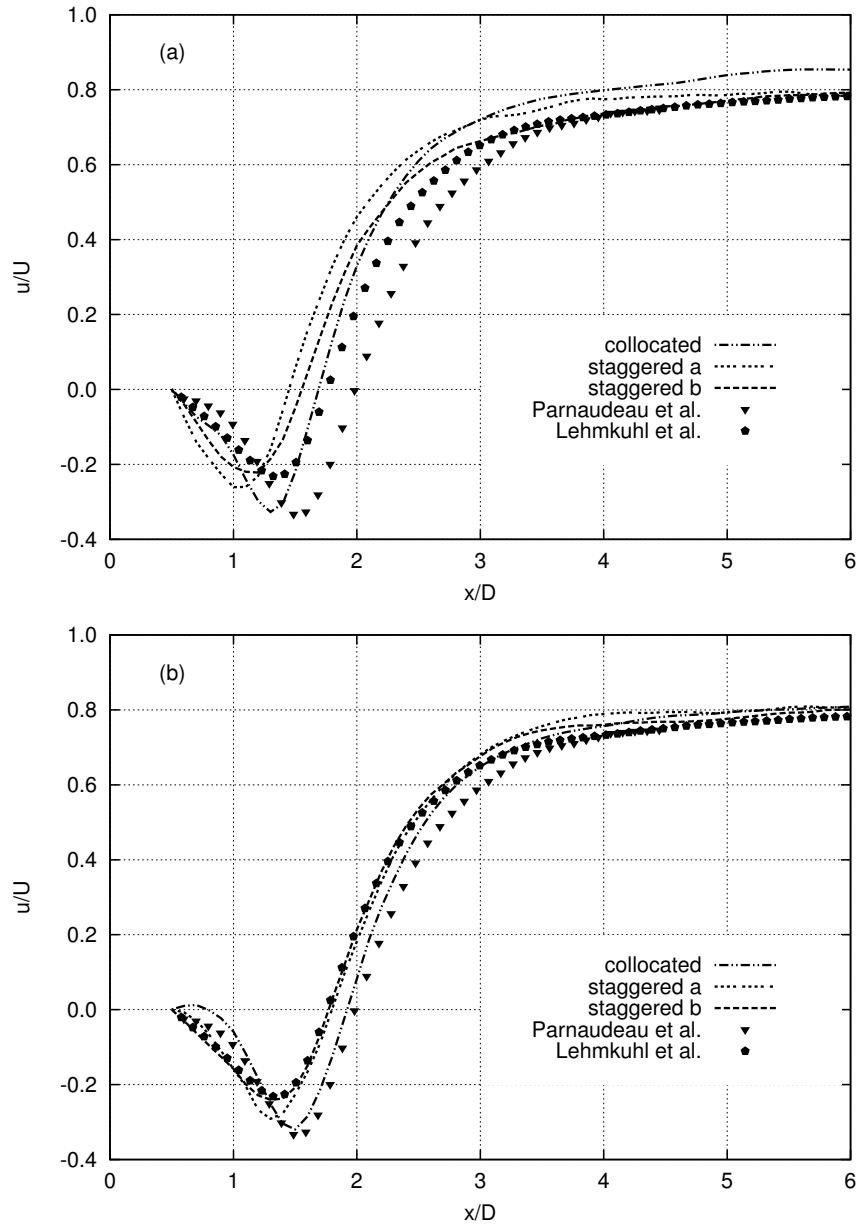 1.0
(a)
0.8
0.6
0.4
u/U
0.2
collocated
staggered a
0.0
staggered b
Parnaudeau et al.
Lehmkuhl et al.
-0.2
-0.4
0 1 2 3 4 5 6
x/D
1.0
(b)
0.8
0.6
0.4
u/U
0.2
collocated
staggered a
0.0
staggered b
Parnaudeau et al.
Lehmkuhl et al.
-0.2
-0.4
0 1 2 3 4 5 6
x/D